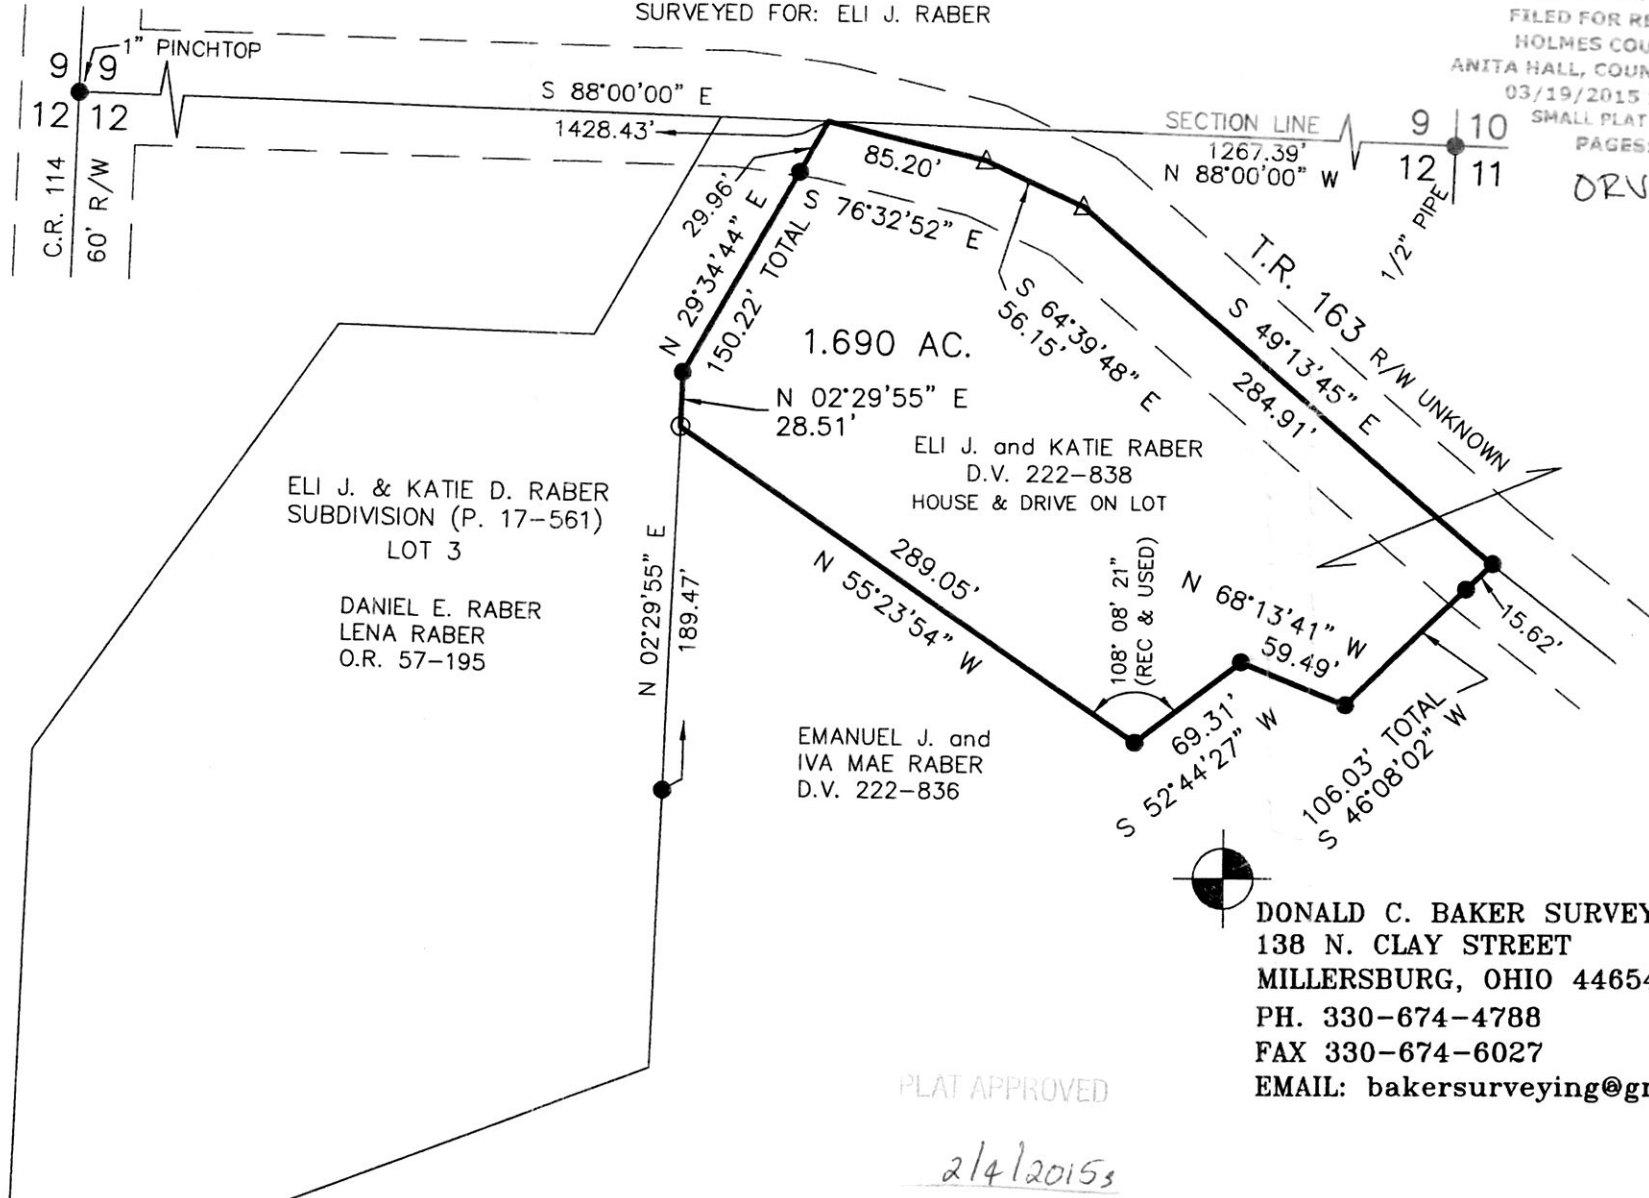 SURVEYED FOR: ELI J. RABER
FILED FOR
HOLMES
ANITA HALL,
03/19/2015
SMALL PLAT
1" PINCHTOP
9 9
12 12
C.R. 114
60' R/W
S 88°00'00" E
1428.43'
SECTION LINE
1267.39'
N 88°00'00" W
9 10
12 11
1/2" PIPE
85.20'
S 76°32'52" E
29.96'
N 29°34'44" E
150.22' TOTAL
S 64°39'48" E
56.15'
T.R. 163 R/W UNKNOWN
S 49°13'45" E
284.91'
1.690 AC.
N 02°29'55" E
28.51'
ELI J. and KATIE RABER
D.V. 222-838
HOUSE & DRIVE ON LOT
ELI J. & KATIE D. RABER
SUBDIVISION (P. 17-561)
LOT 3
DANIEL E. RABER
LENA RABER
O.R. 57-195
N 02°29'55" E
189.47'
289.05'
N 55°23'54" W
108° 08' 21"
(REC & USED)
N 68°13'41" W
59.49'
15.62'
69.31'
S 52°44'27" W
106.03' TOTAL
S 46°08'02" W
EMANUEL J. and
IVA MAE RABER
D.V. 222-836
DONALD C. BAKER
138 N. CLAY STREET
MILLERSBURG, OHIO 44654
PH. 330-674-4788
FAX 330-674-6027
EMAIL:
PLAT APPROVED
2/4/2015